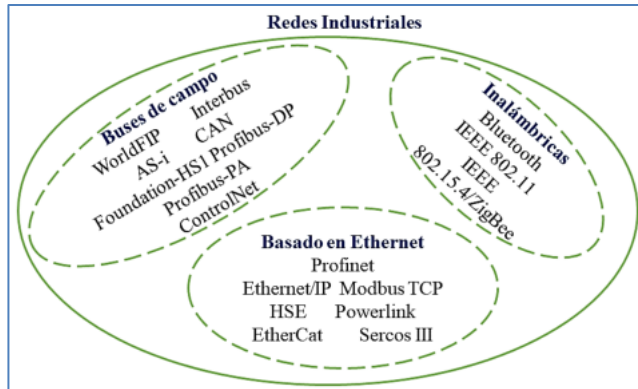 Redes Industriales
Buses de campo
WorldFIP Interbus
AS-i CAN
Foundation-HS1 Profibus-DP
Profibus-PA
ControlNet
Inalámbricas
Bluetooth
IEEE 802.11
IEEE
802.15.4/ZigBee
Basado en Ethernet
Profinet
Ethernet/IP Modbus TCP
HSE Powerlink
EtherCat Sercos III